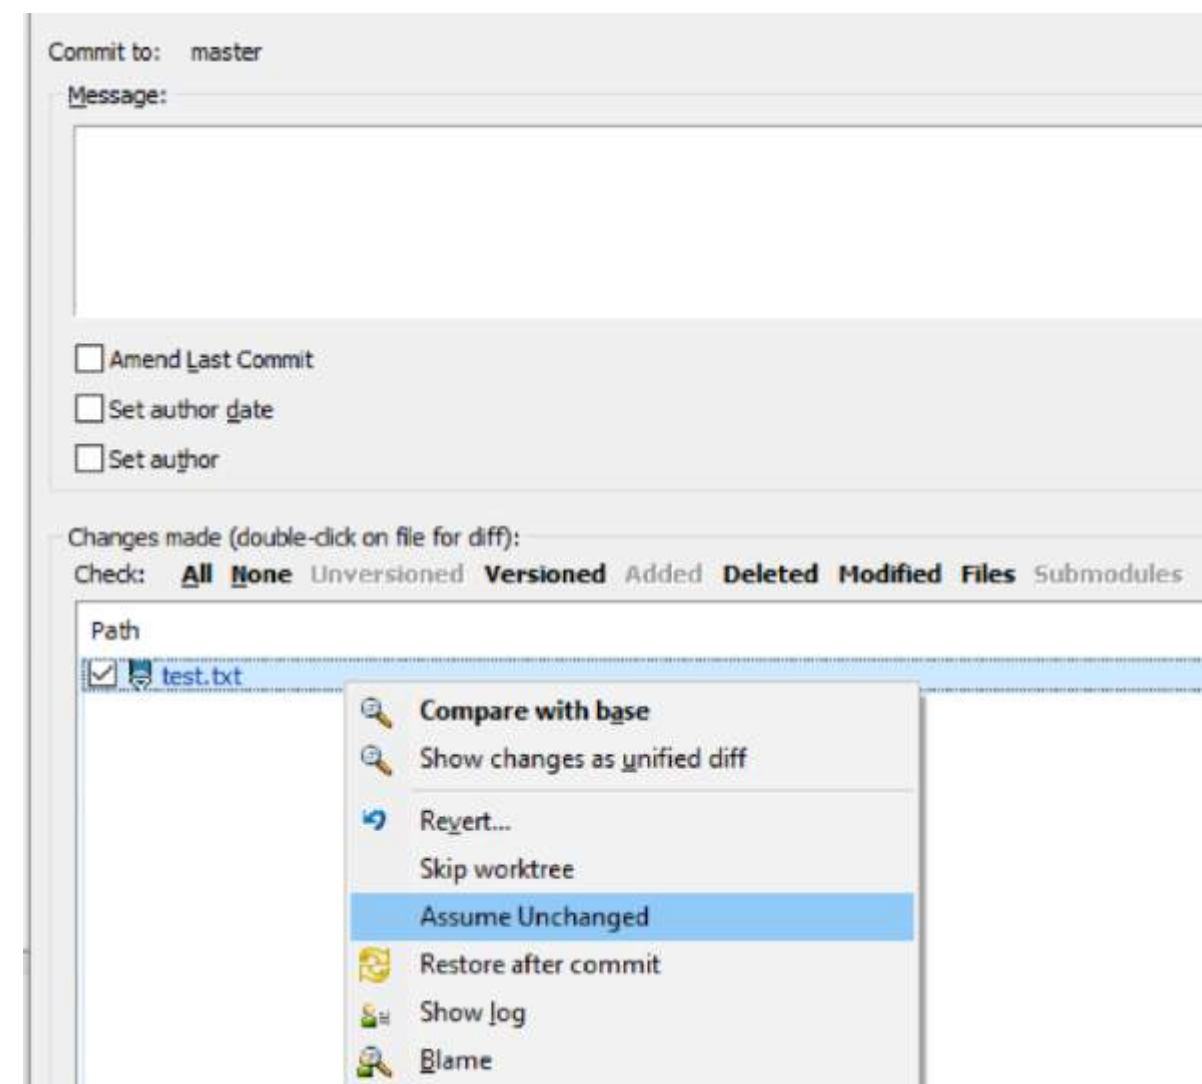 Commit to: master
Message:
Amend Last Commit
Set author date
Set author
Changes made (double-click on file for diff):
Check: All None Unversioned Versioned Added Deleted Modified Files Submodules
Path
test.txt
Compare with base
Show changes as unified diff
Revert...
Skip worktree
Assume Unchanged
Restore after commit
Show log
Blame